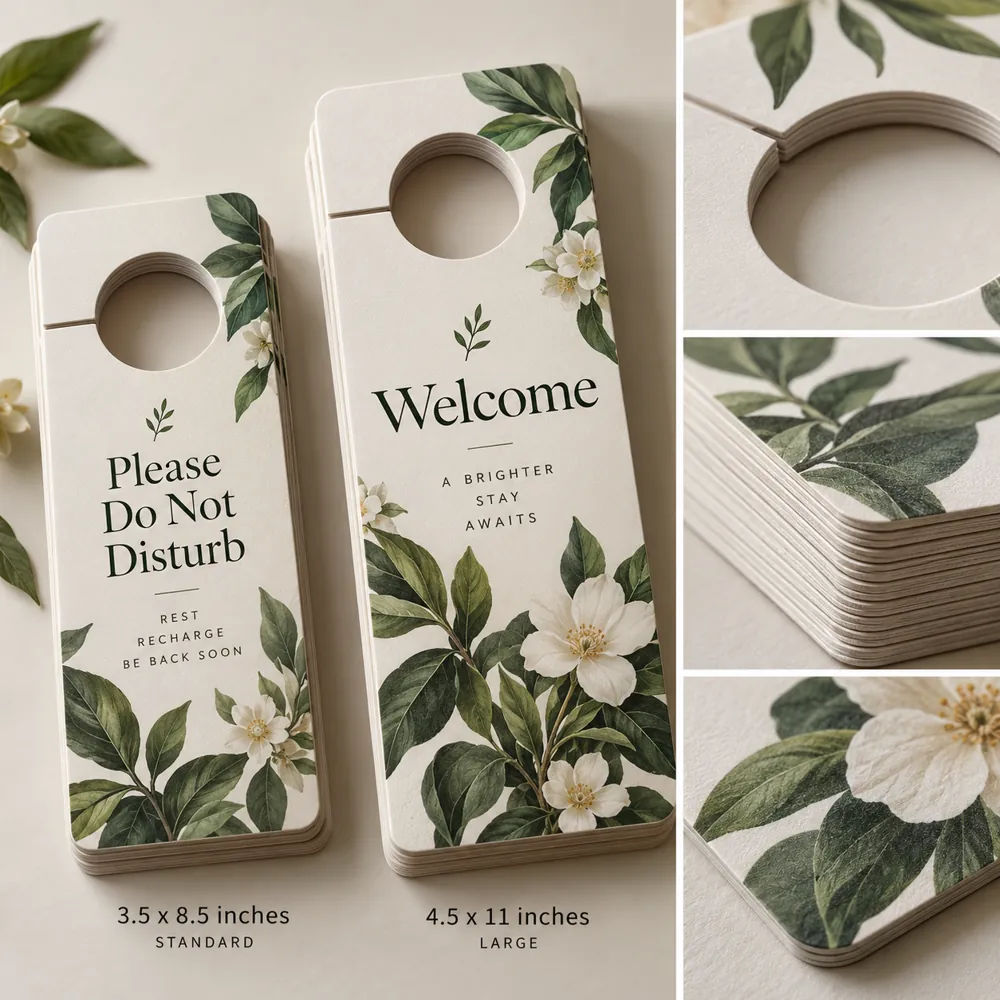 Please
Do Not
Disturb
REST
RECHARGE
BE BACK SOON
Welcome
A BRIGHTER
STAY
AWAITS
3.5 x 8.5 inches
STANDARD
4.5 x 11 inches
LARGE